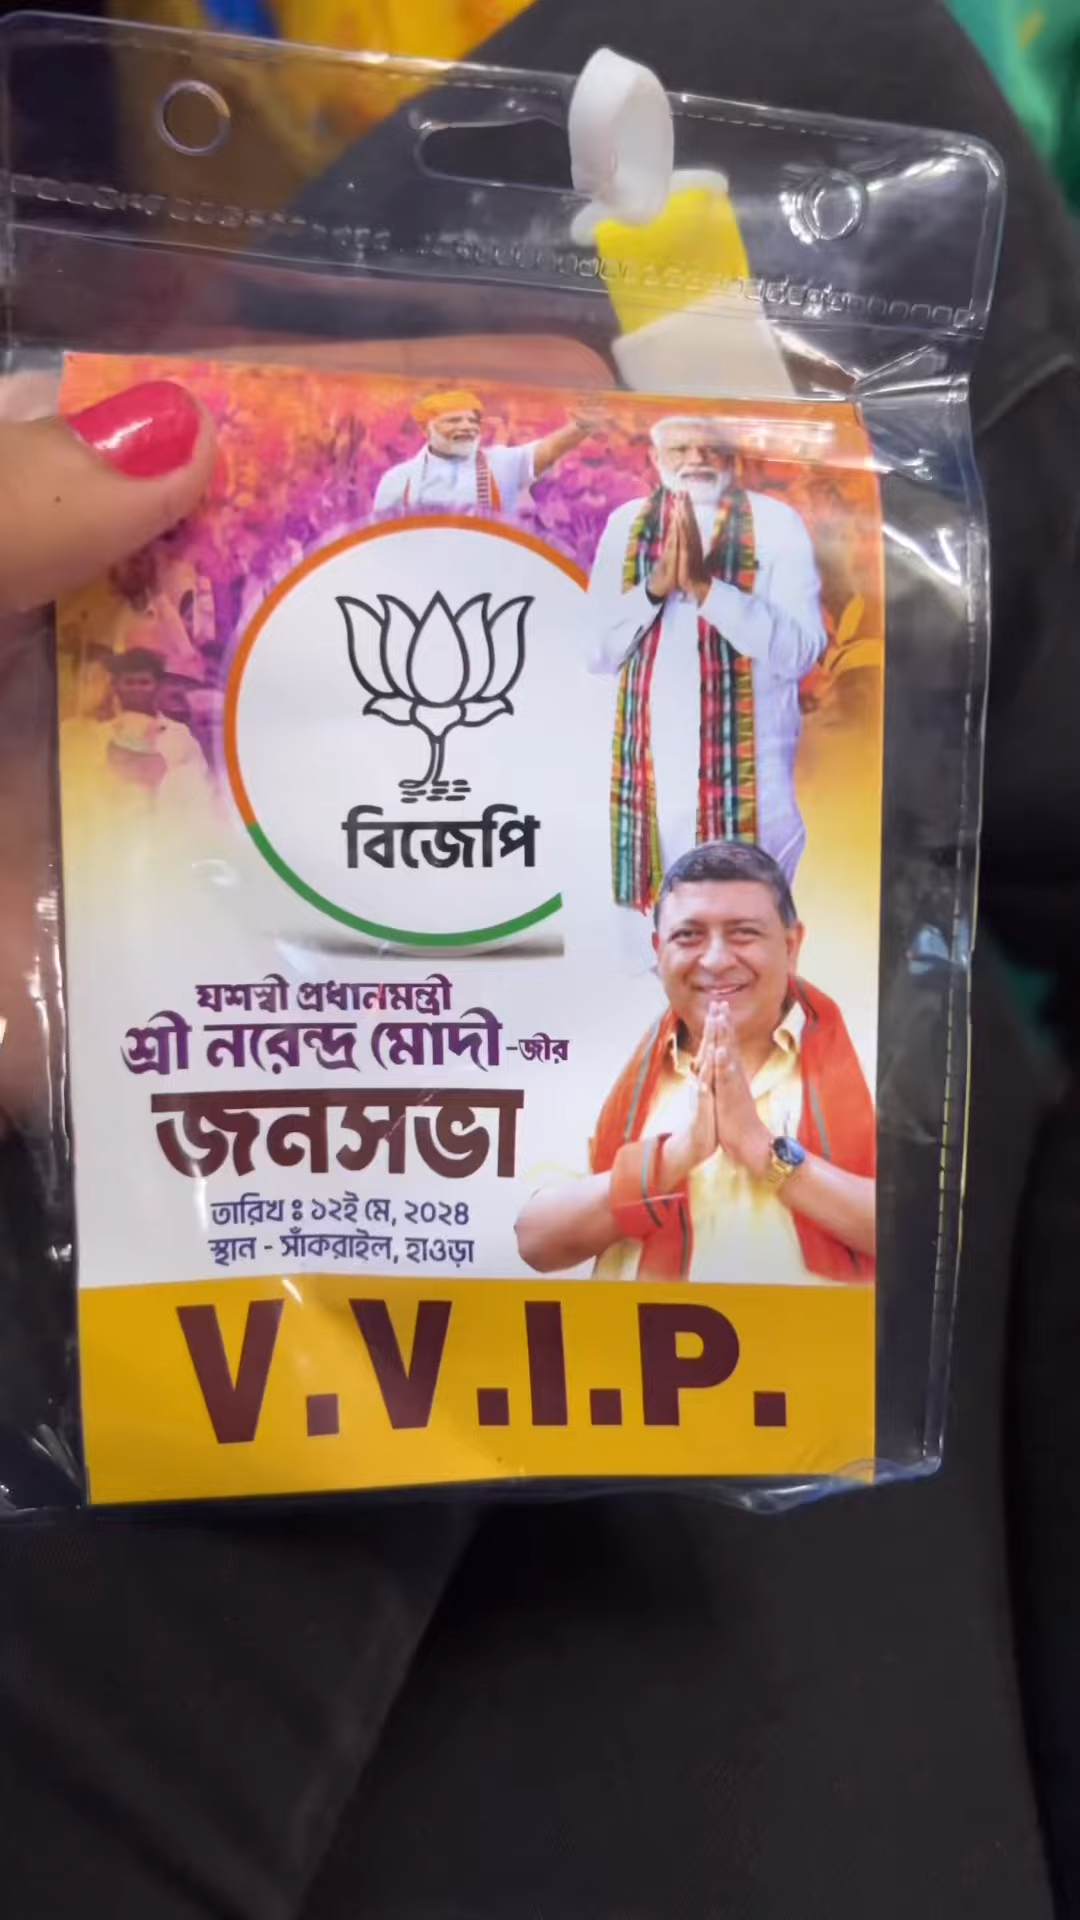 বিজেপি
যশস্বী প্রধানমন্ত্রী
শ্রী নরেন্দ্র মোদী-জীর
জনসভা
তারিখ ঃ ১২ই মে, ২০২৪
স্থান - সাঁকরাইল, হাওড়া
V.V.I.P.